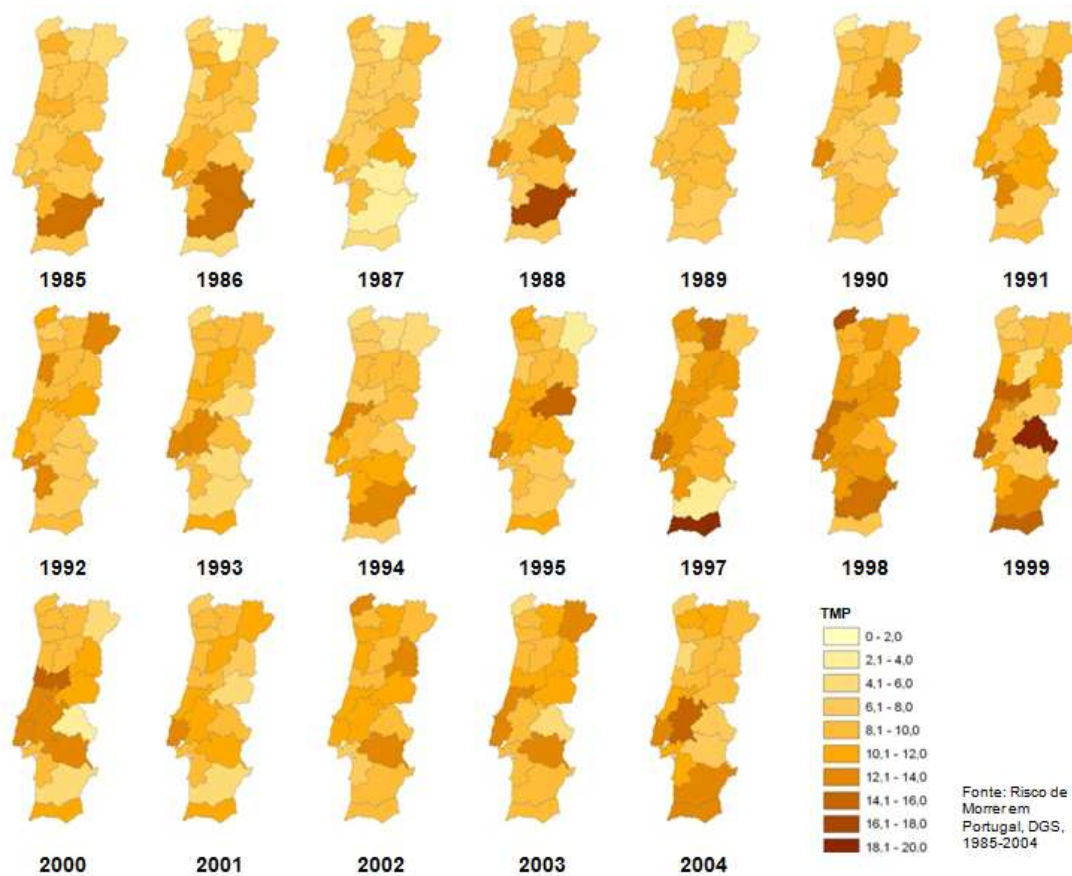 1985 1986 1987 1988 1989 1990 1991
1992 1993 1994 1995 1997 1998 1999
2000 2001 2002 2003 2004
TMP
0 - 2,0
2,1 - 4,0
4,1 - 6,0
6,1 - 8,0
8,1 - 10,0
10,1 - 12,0
12,1 - 14,0
14,1 - 16,0
16,1 - 18,0
18,1 - 20,0
Fonte: Risco de
Morrer em
Portugal, DGS,
1985-2004